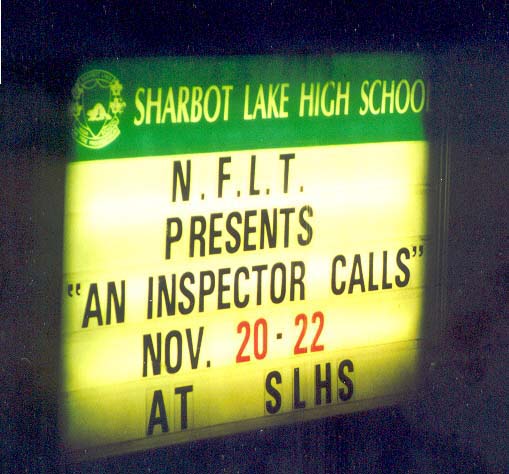 SHARBOT LAKE HIGH SCHOO
N.F.L.T.
PRESENTS
"AN INSPECTOR CALLS"
NOV. 20-22
AT SLHS